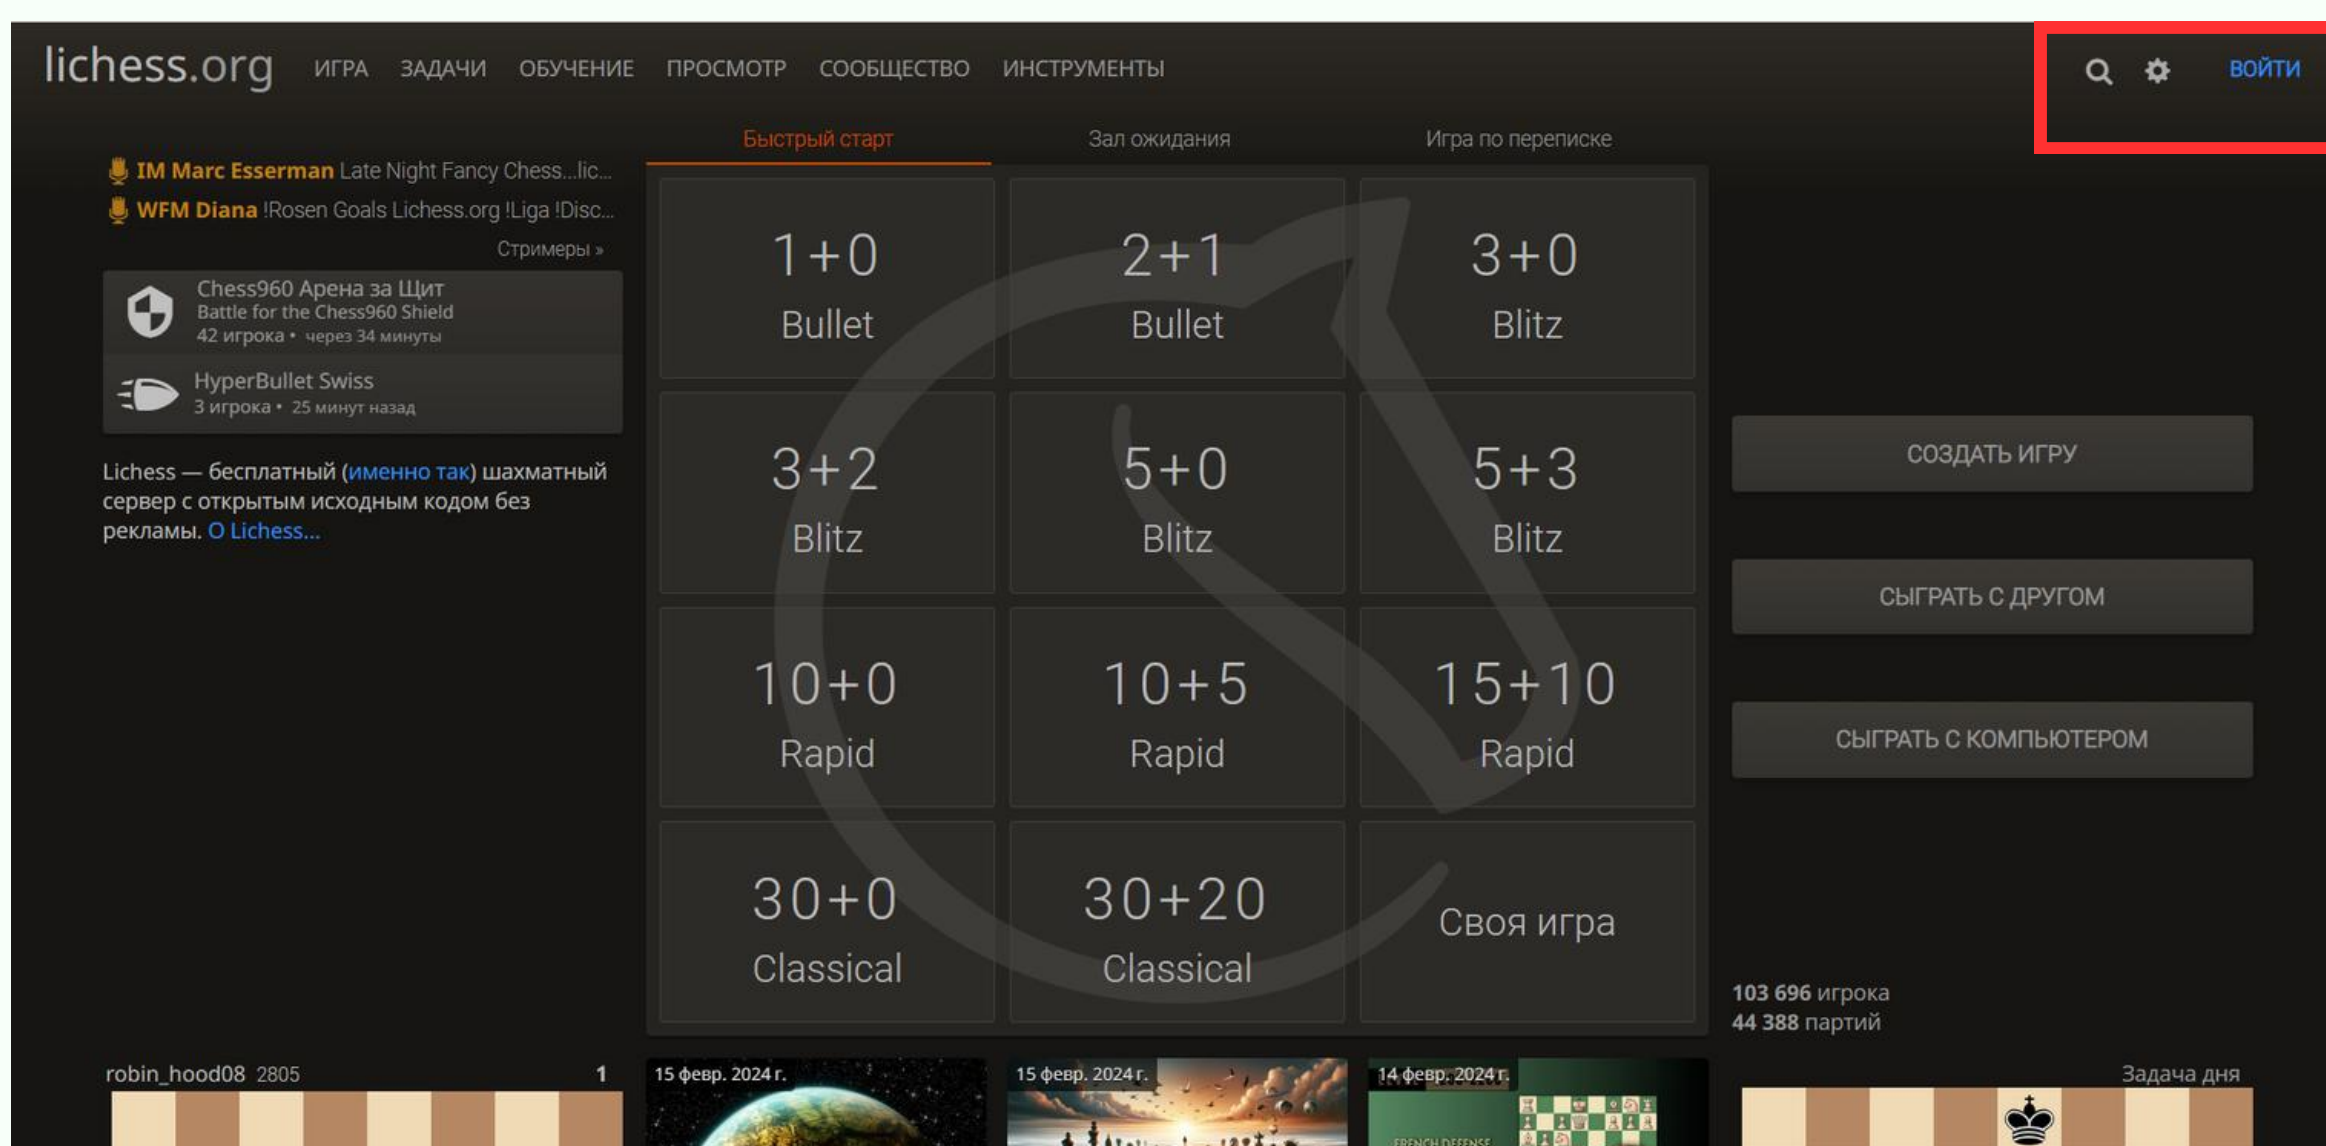 lichess.org ИГРА ЗАДАЧИ ОБУЧЕНИЕ ПРОСМОТР СООБЩЕСТВО ИНСТРУМЕНТЫ ВОЙТИ
IM Marc Esserman Late Night Fancy Chess...lic...
WFM Diana !Rosen Goals Lichess.org !Liga !Disc...
Стримеры »
Chess960 Арена за Щит
Battle for the Chess960 Shield
42 игрока • через 34 минуты
HyperBullet Swiss
3 игрока • 25 минут назад
Lichess — бесплатный (именно так) шахматный
сервер с открытым исходным кодом без
рекламы. О Lichess...
Быстрый старт Зал ожидания Игра по переписке
1+0 2+1 3+0
Bullet Bullet Blitz
3+2 5+0 5+3
Blitz Blitz Blitz
10+0 10+5 15+10
Rapid Rapid Rapid
30+0 30+20 Своя игра
Classical Classical
СОЗДАТЬ ИГРУ
СЫГРАТЬ С ДРУГОМ
СЫГРАТЬ С КОМПЬЮТЕРОМ
103 696 игрока
44 388 партий
robin_hood08 2805 1
15 февр. 2024 г.
15 февр. 2024 г.
14 февр. 2024 г.
FRENCH DEFENSE
Задача дня